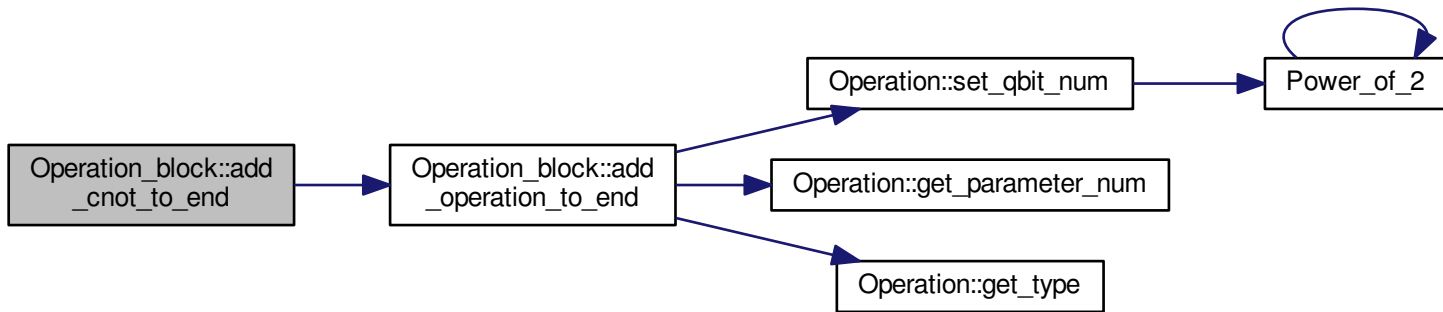 Operation::set_qbit_num
Power_of_2
Operation_block::add
_cnot_to_end
Operation_block::add
_operation_to_end
Operation::get_parameter_num
Operation::get_type